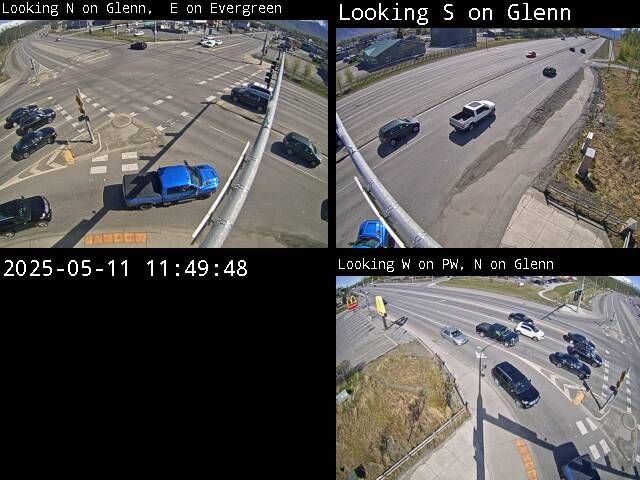 Looking N on Glenn, E on Evergreen
Looking S on Glenn
2025-05-11 11:49:48
Looking W on PW, N on Glenn